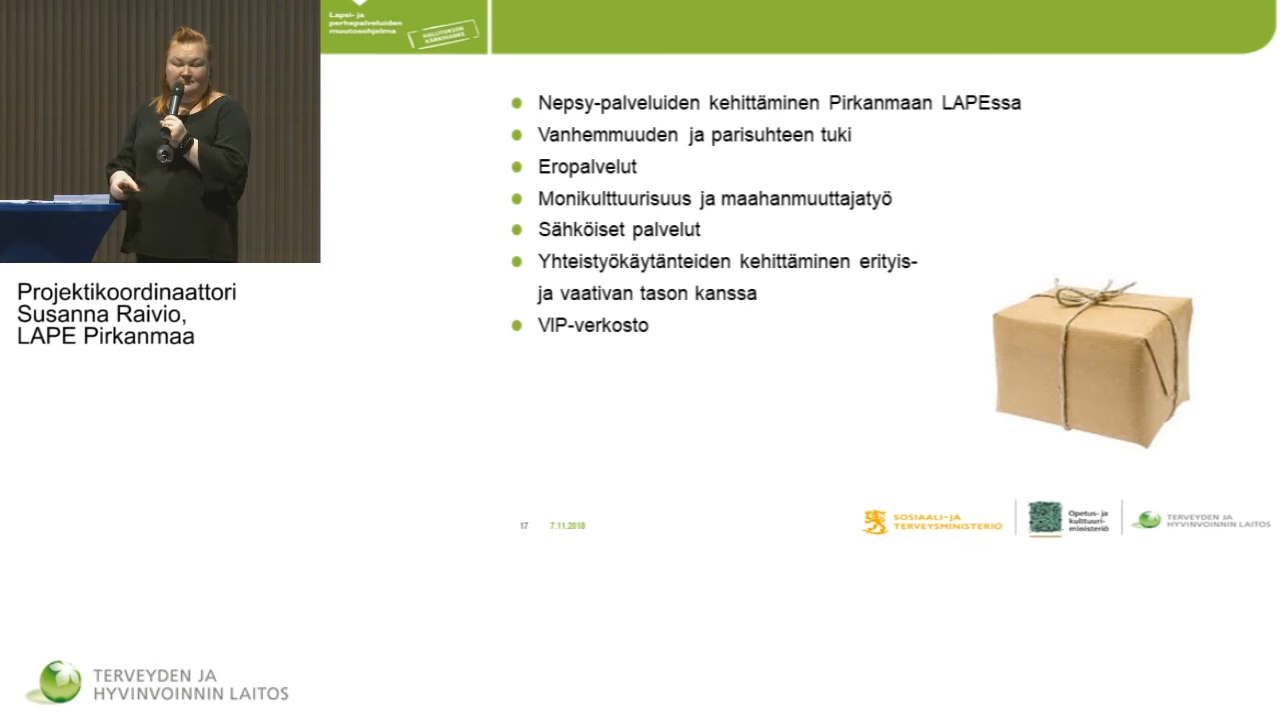 Lapsi- ja
perhepalveluiden
muutosohjelma
HALLITUKSEN
KÄRKIHANKE
Nepsy-palveluiden kehittäminen Pirkanmaan LAPEssa
Vanhemmuuden ja parisuhteen tuki
Eropalvelut
Monikulttuurisuus ja maahanmuuttajatyö
Sähköiset palvelut
Yhteistyökäytänteiden kehittäminen erityis-
ja vaativan tason kanssa
VIP-verkosto
Projektikoordinaattori
Susanna Raivio,
LAPE Pirkanmaa
17 7.11.2018
SOSIAALI- JA
TERVEYSMINISTERIÖ
Opetus- ja
kulttuuri-
ministeriö
TERVEYDEN JA
HYVINVOINNIN LAITOS
TERVEYDEN JA
HYVINVOINNIN LAITOS